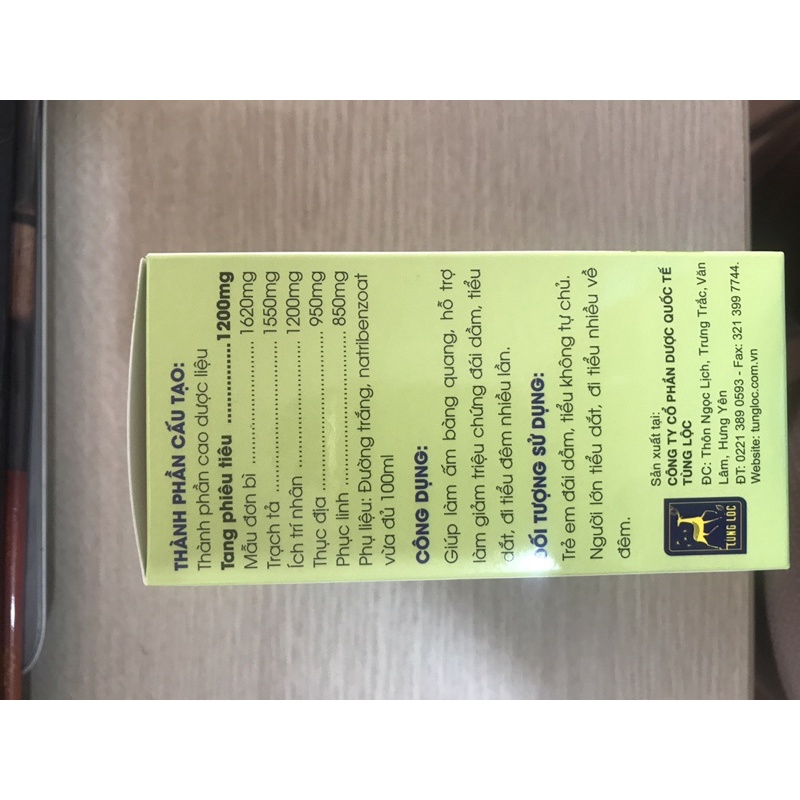 THÀNH PHẦN CẤU TẠO:
Thành phần cao dược liệu
Tang phiêu tiêu ................1200mg
Mẫu đơn bì ........................1620mg
Trạch tả ..............................1550mg
Ích trí nhân .........................1200mg
Thục địa ..............................950mg
Phục linh .............................850mg
Phụ liệu: Đường trắng, natribenzoat
vừa đủ 100ml
CÔNG DỤNG:
Giúp làm ấm bàng quang, hỗ trợ
làm giảm triệu chứng đái dầm, tiểu
dắt, đi tiểu đêm nhiều lần.
ĐỐI TƯỢNG SỬ DỤNG:
Trẻ em đái dầm, tiểu không tự chủ.
Người lớn tiểu dắt, đi tiểu nhiều về
đêm.
Sản xuất tại:
CÔNG TY CỔ PHẦN DƯỢC QUỐC TẾ
TÙNG LỘC
ĐC: Thôn Ngọc Lịch, Trưng Trắc, Văn
Lâm, Hưng Yên
ĐT: 0221 389 0593 - Fax: 321 399 7744.
Website: tungloc.com.vn
TÙNG LỘC